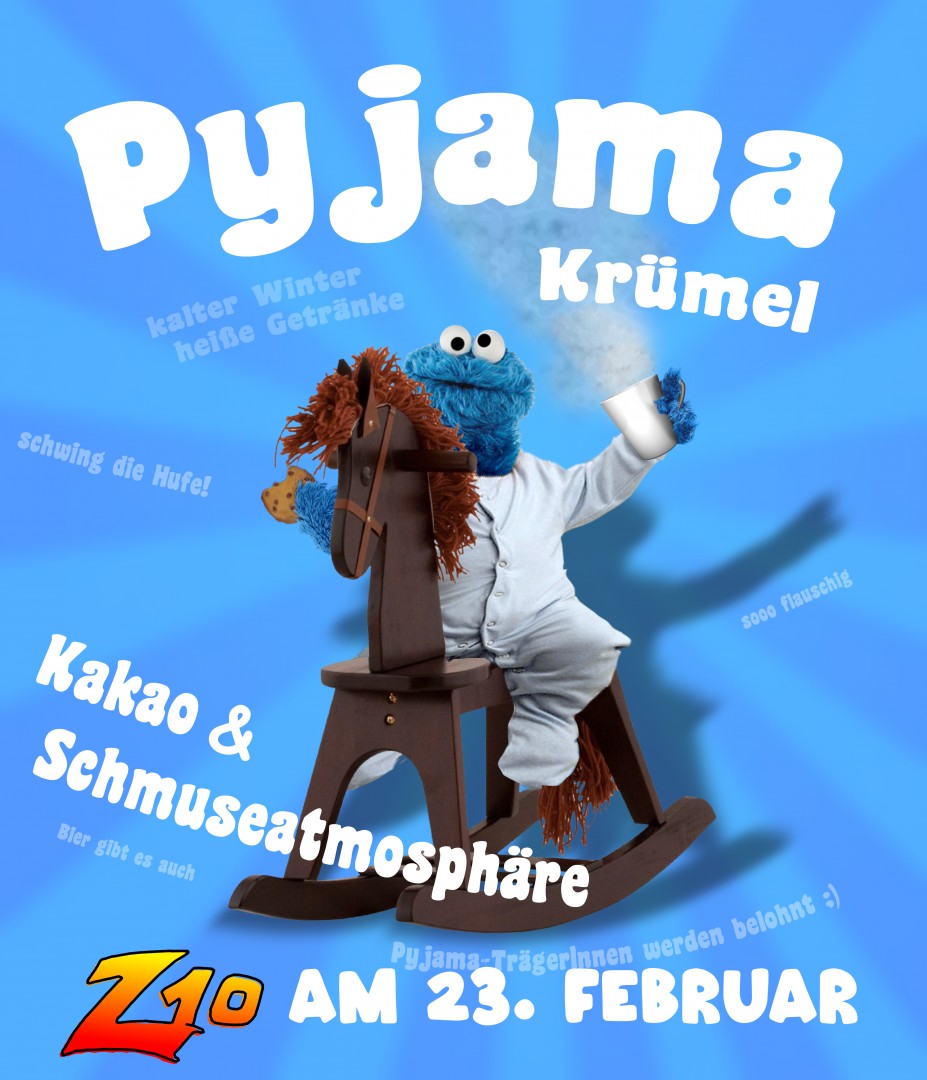 Pyjama
Krümel
kalter Winter
heiße Getränke
schwing die Hufe!
sooo flauschig
Kakao &
Schmuseatmosphäre
Bier gibt es auch
Pyjama-TrägerInnen werden belohnt ;)
Z10 AM 23. FEBRUAR